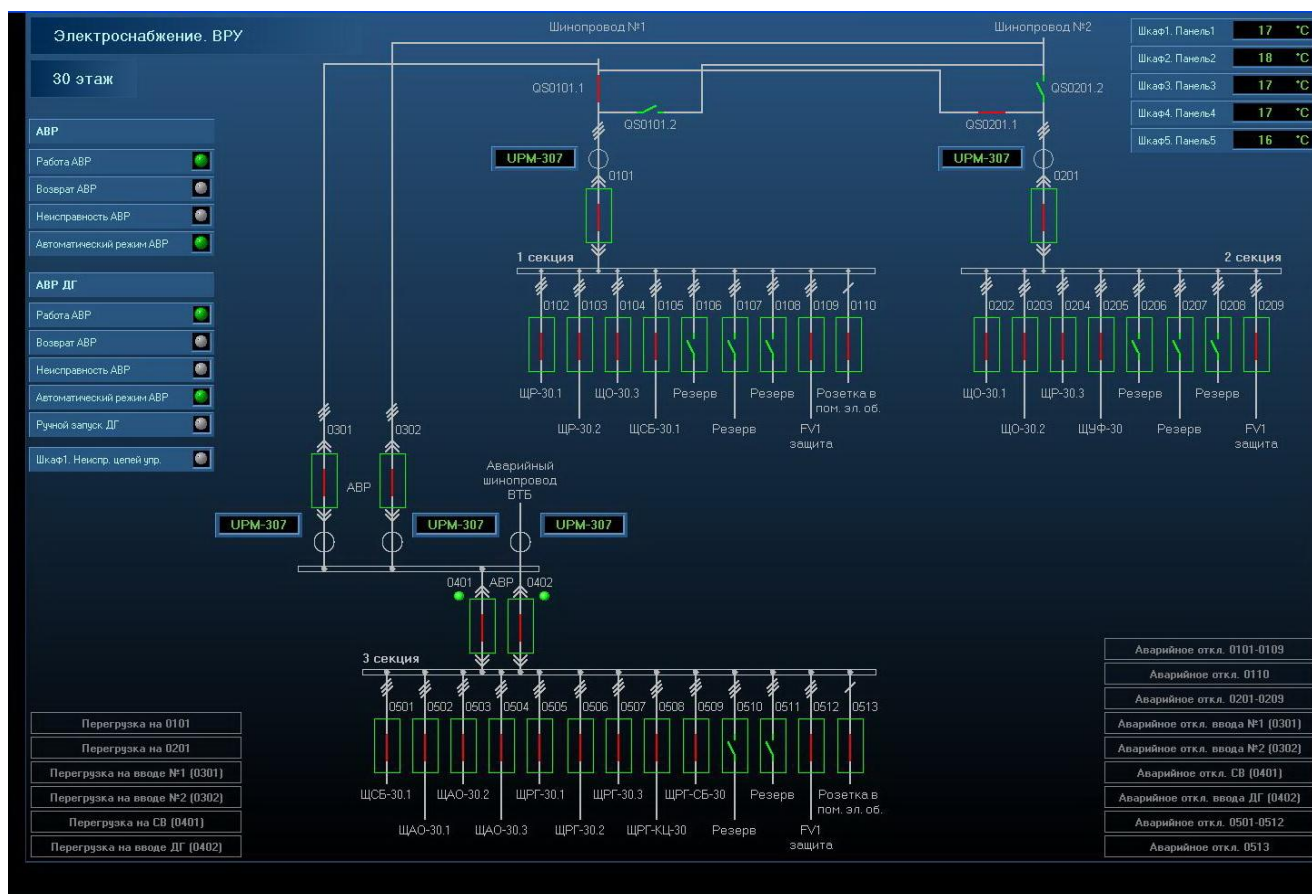 Электроснабжение. ВРУ
30 этаж
Шинопровод №1
Шинопровод №2
Шкаф1. Панель1 17 °C
Шкаф2. Панель2 18 °C
Шкаф3. Панель3 17 °C
Шкаф4. Панель4 17 °C
Шкаф5. Панель5 16 °C
QS0101.1
QS0101.2
QS0201.1
QS0201.2
АВР
Работа АВР
Возврат АВР
Неисправность АВР
Автоматический режим АВР
АВР ДГ
Работа АВР
Возврат АВР
Неисправность АВР
Автоматический режим АВР
Ручной запуск ДГ
Шкаф1. Неиспр. цепей упр.
UPM-307
0101
UPM-307
0201
1 секция
0102 0103 0104 0105 0106 0107 0108 0109 0110
ЩР-30.1 ЩО-30.3 Резерв Резерв Розетка в
пом. эл. об.
ЩР-30.2 ЩСБ-30.1 Резерв FV1
защита
2 секция
0202 0203 0204 0205 0206 0207 0208 0209
ЩО-30.1 ЩР-30.3 Резерв Резерв
ЩО-30.2 ЩУФ-30 Резерв FV1
защита
0301 0302
АВР
Аварийный
шинопровод
ВТБ
UPM-307 UPM-307 UPM-307
0401 АВР 0402
3 секция
0501 0502 0503 0504 0505 0506 0507 0508 0509 0510 0511 0512 0513
ЩСБ-30.1 ЩАО-30.2 ЩРГ-30.1 ЩРГ-30.3 ЩРГ-СБ-30 Резерв Розетка в
пом. эл. об.
ЩАО-30.1 ЩАО-30.3 ЩРГ-30.2 ЩРГ-КЦ-30 Резерв FV1
защита
Перегрузка на 0101
Перегрузка на 0201
Перегрузка на вводе №1 (0301)
Перегрузка на вводе №2 (0302)
Перегрузка на СВ (0401)
Перегрузка на вводе ДГ (0402)
Аварийное откл. 0101-0109
Аварийное откл. 0110
Аварийное откл. 0201-0209
Аварийное откл. ввода №1 (0301)
Аварийное откл. ввода №2 (0302)
Аварийное откл. СВ (0401)
Аварийное откл. ввода ДГ (0402)
Аварийное откл. 0501-0512
Аварийное откл. 0513